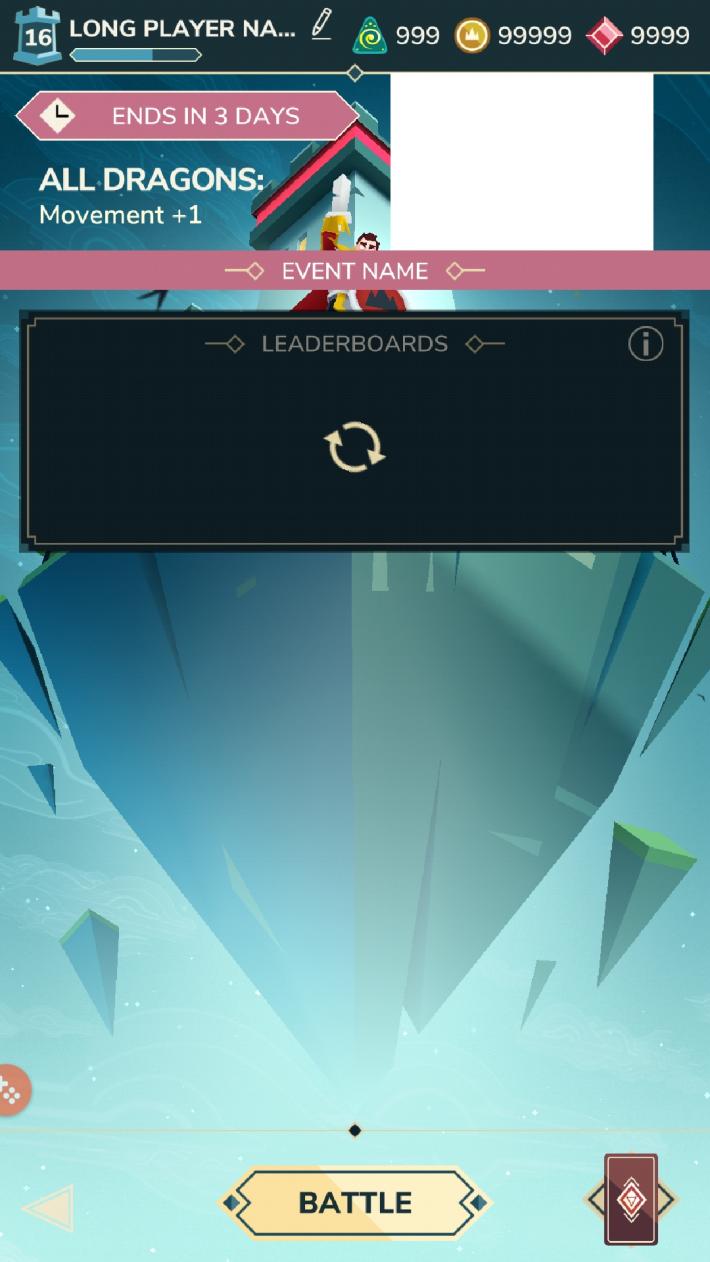 16 LONG PLAYER NA... 999 99999 9999
ENDS IN 3 DAYS
ALL DRAGONS:
Movement +1
EVENT NAME
LEADERBOARDS i
BATTLE